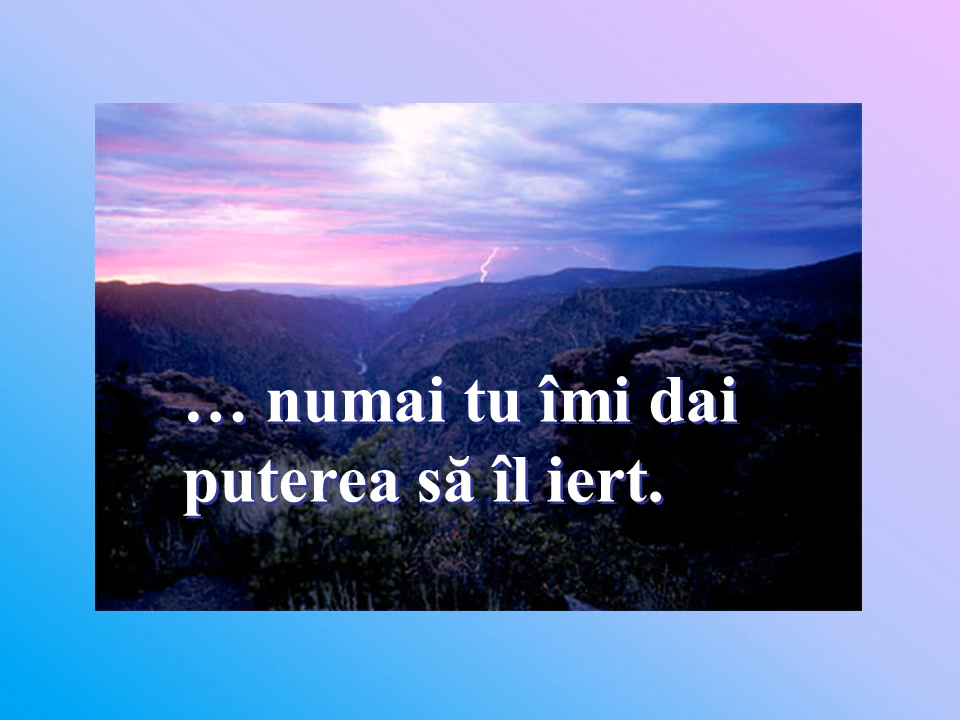 … numai tu îmi dai
puterea să îl iert.